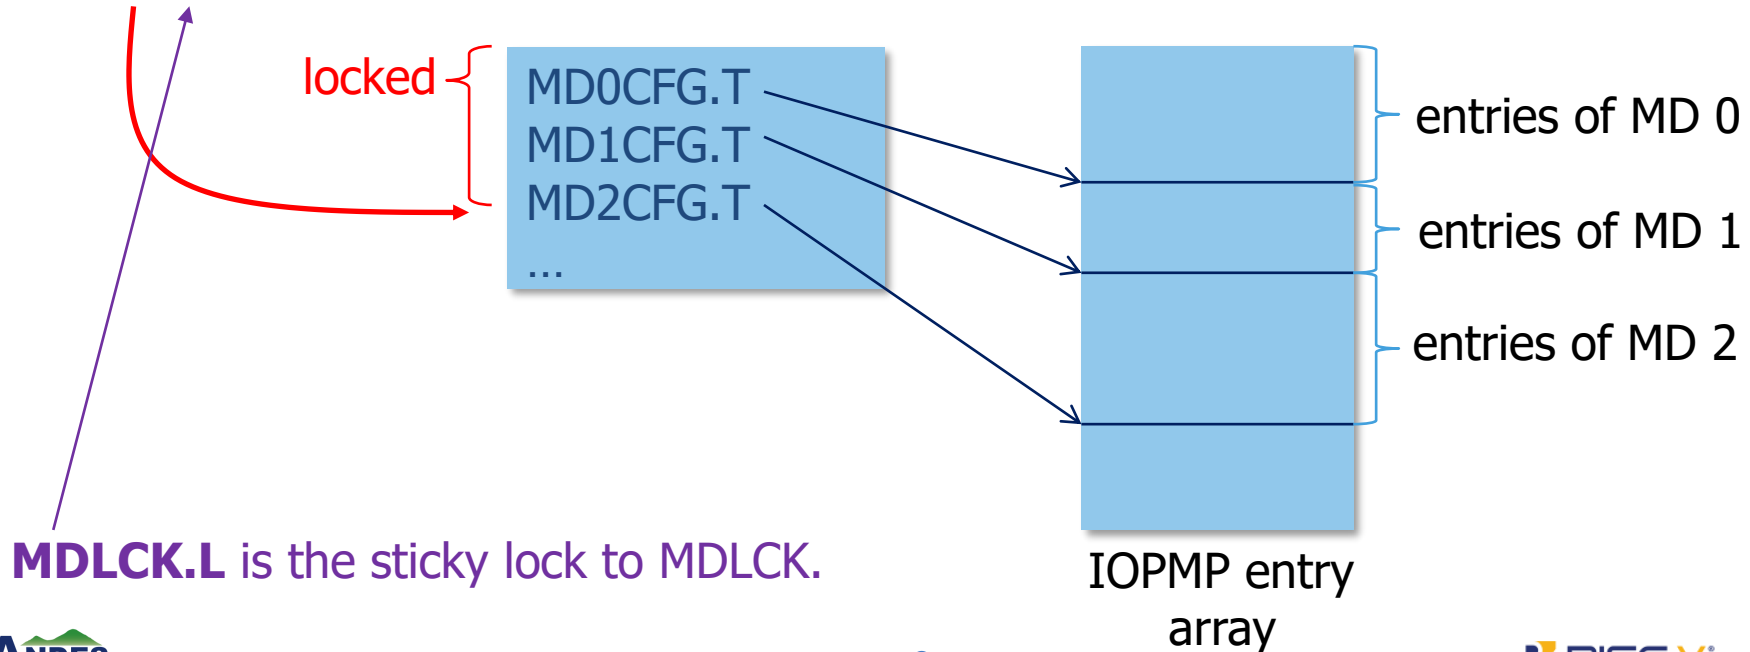 locked
MD0CFG.T
MD1CFG.T
MD2CFG.T
...
entries of MD 0
entries of MD 1
entries of MD 2
MDLCK.L is the sticky lock to MDLCK.
IOPMP entry
array
ANDES